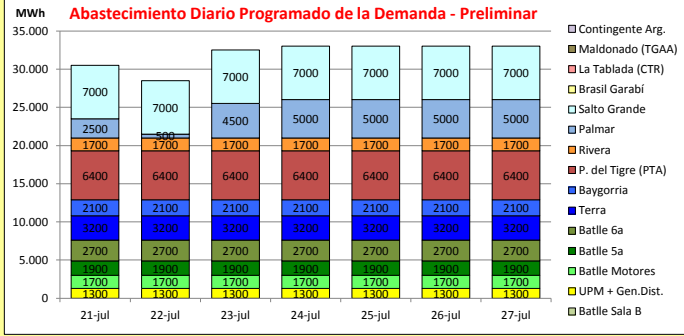 MWh
Abastecimiento Diario Programado de la Demanda - Preliminar
35.000
30.000
25.000
20.000
15.000
10.000
5.000
0
7000 7000 7000 7000 7000 7000 7000
2500 500 4500 5000 5000 5000 5000
1700 1700 1700 1700 1700 1700 1700
6400 6400 6400 6400 6400 6400 6400
2100 2100 2100 2100 2100 2100 2100
3200 3200 3200 3200 3200 3200 3200
2700 2700 2700 2700 2700 2700 2700
1900 1900 1900 1900 1900 1900 1900
1700 1700 1700 1700 1700 1700 1700
1300 1300 1300 1300 1300 1300 1300
21-jul 22-jul 23-jul 24-jul 25-jul 26-jul 27-jul
Contingente Arg.
Maldonado (TGAA)
La Tablada (CTR)
Brasil Garabí
Salto Grande
Palmar
Rivera
P. del Tigre (PTA)
Baygorria
Terra
Batlle 6a
Batlle 5a
Batlle Motores
UPM + Gen.Dist.
Batlle Sala B